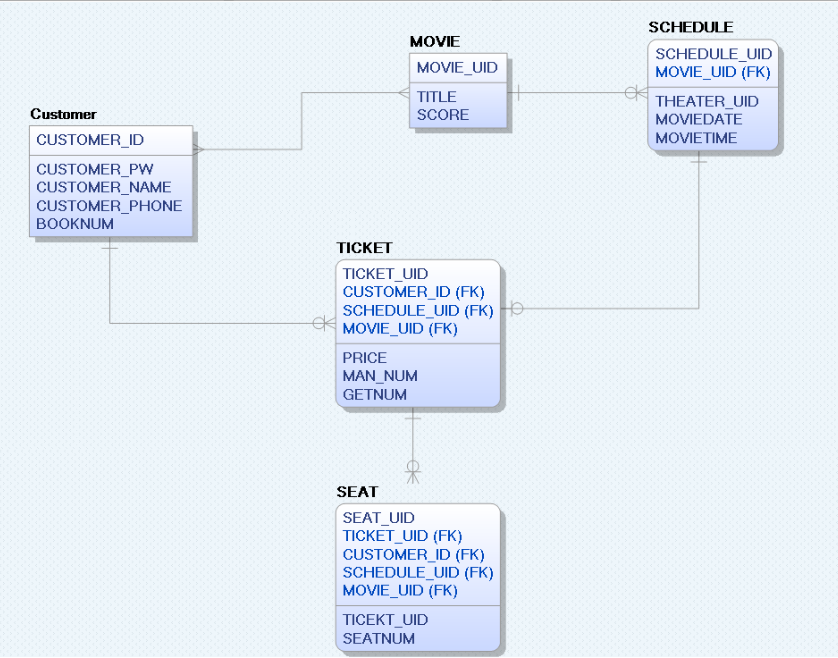 MOVIE
MOVIE_UID
TITLE
SCORE
SCHEDULE
SCHEDULE_UID
MOVIE_UID (FK)
THEATER_UID
MOVIEDATE
MOVIETIME
Customer
CUSTOMER_ID
CUSTOMER_PW
CUSTOMER_NAME
CUSTOMER_PHONE
BOOKNUM
TICKET
TICKET_UID
CUSTOMER_ID (FK)
SCHEDULE_UID (FK)
MOVIE_UID (FK)
PRICE
MAN_NUM
GETNUM
SEAT
SEAT_UID
TICKET_UID (FK)
CUSTOMER_ID (FK)
SCHEDULE_UID (FK)
MOVIE_UID (FK)
TICEKT_UID
SEATNUM